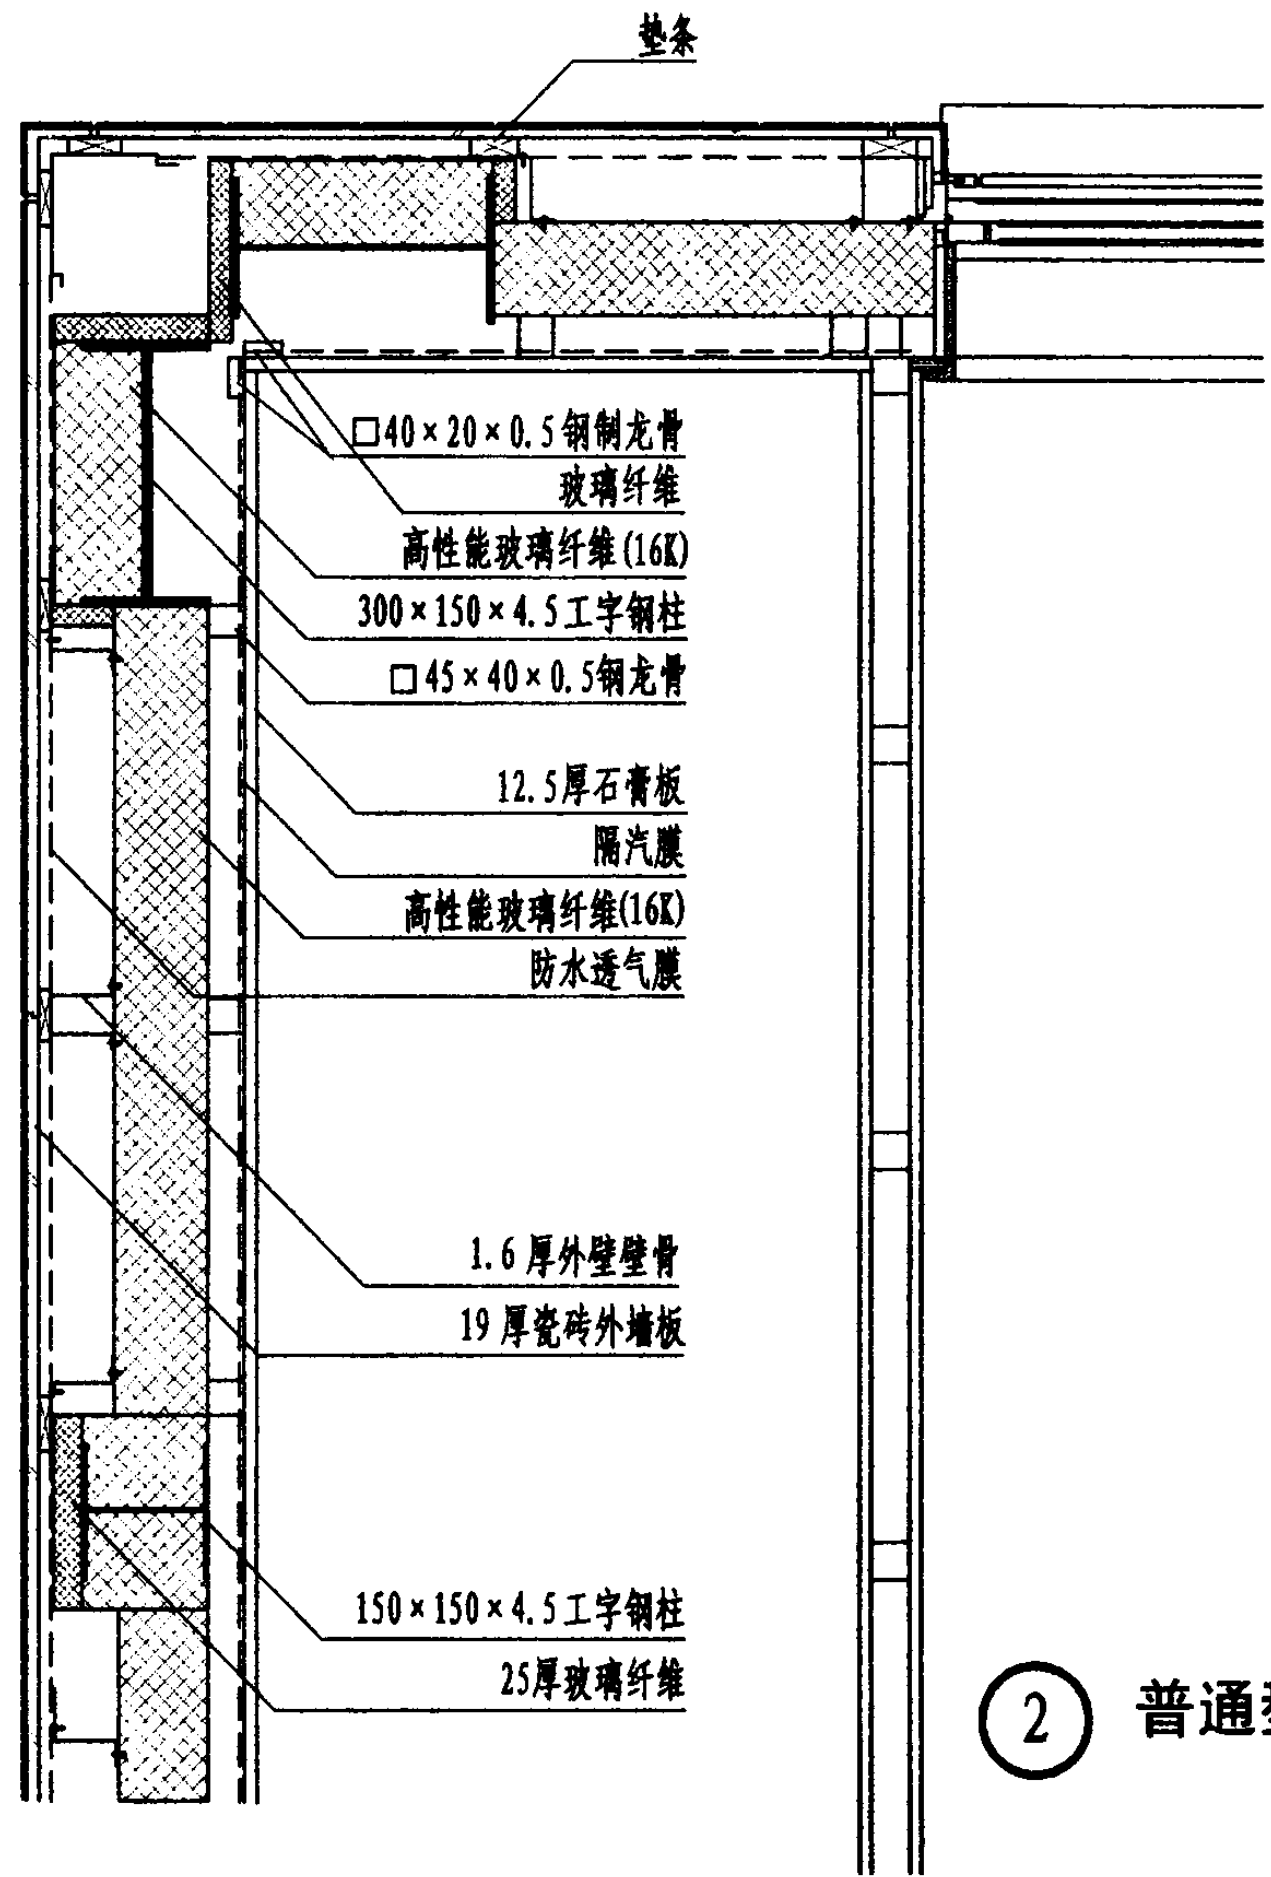 垫条
□40×20×0.5钢制龙骨
玻璃纤维
高性能玻璃纤维(16K)
300×150×4.5工字钢柱
□45×40×0.5钢龙骨
12.5厚石膏板
隔汽膜
高性能玻璃纤维(16K)
防水透气膜
1.6厚外壁壁骨
19厚瓷砖外墙板
150×150×4.5工字钢柱
25厚玻璃纤维
2 普通